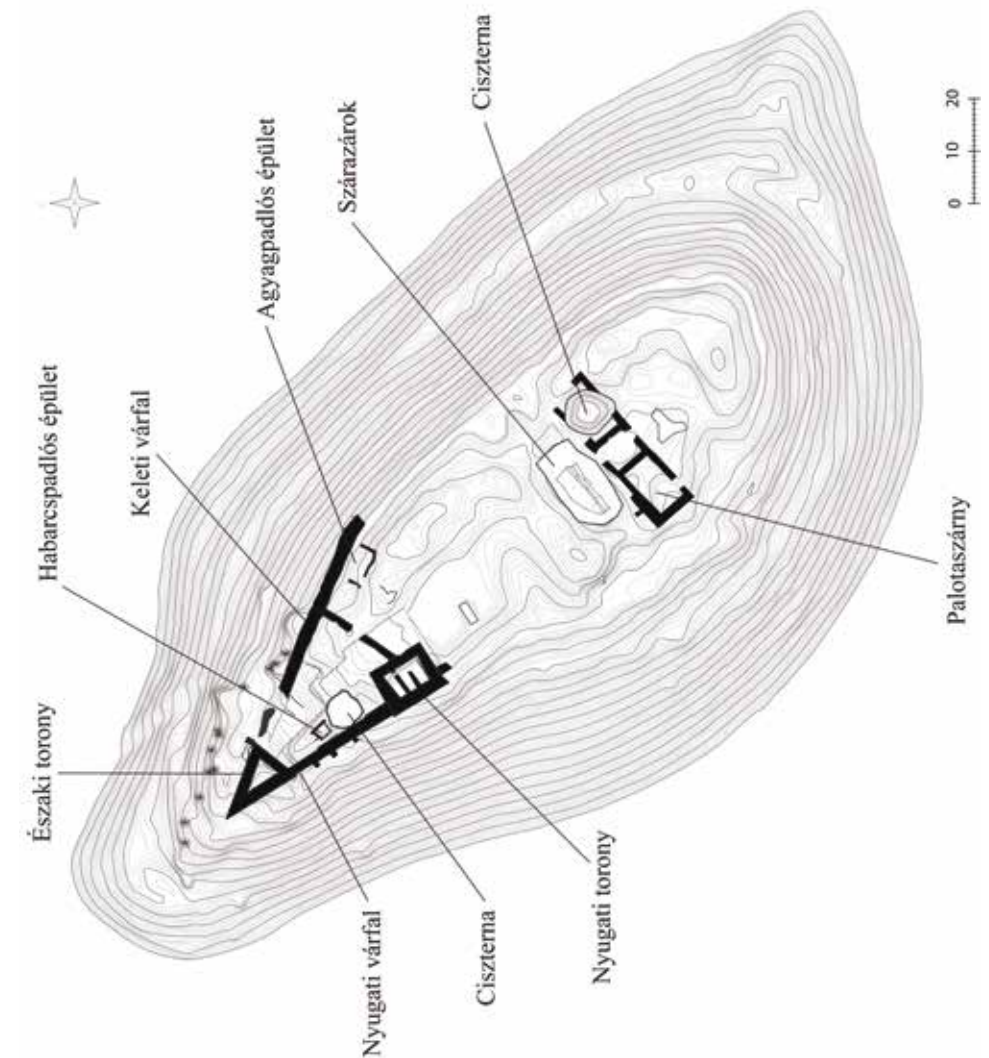 Északi torony
Habarcspadlós épület
Keleti várfal
Agyagpadlós épület
Szárazárok
Ciszterna
Nyugati várfal
Ciszterna
Nyugati torony
Palotaszárny
0 10 20